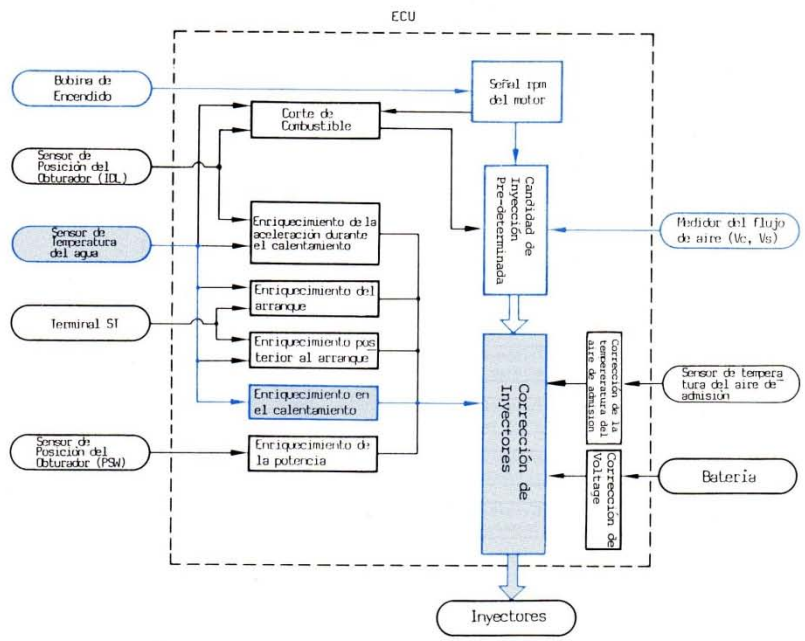 ECU
Bobina de
Encendido
Señal rpm
del motor
Corte de
Combustible
Sensor de
Posición del
Obturador (IDL)
Candidad de
Inyección
Pre-determinada
Enriquecimiento de la
aceleración durante
el calentamiento
Sensor de
Temperatura
del agua
Medidor del flujo
de aire (Vc, Vs)
Enriquecimiento del
arranque
Terminal ST
Enriquecimiento pos
terior al arranque
Corrección de
Inyectores
Corrección de la
tempereratura del
aire de admision
Sensor de tempera
tura del aire de
admisión
Enriquecimiento en
el calentamiento
Sensor de
Posición del
Obturador (PSW)
Enriquecimiento de
la potencia
Corrección de
Voltage
Batería
Inyectores